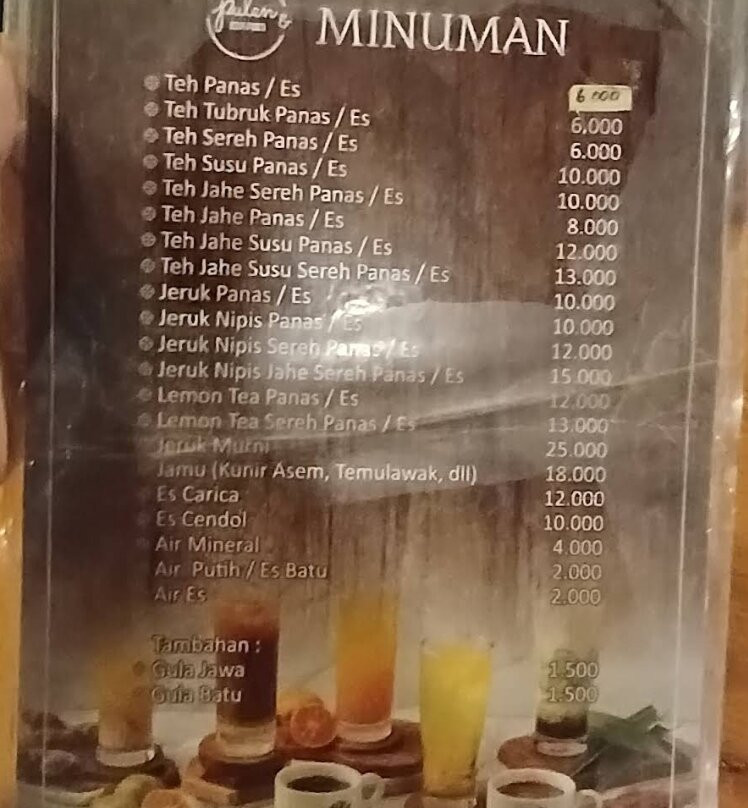 Pulen
MINUMAN
Teh Panas / Es 6 000
Teh Tubruk Panas / Es 6.000
Teh Sereh Panas / Es 6.000
Teh Susu Panas / Es 10.000
Teh Jahe Sereh Panas / Es 10.000
Teh Jahe Panas / Es 8.000
Teh Jahe Susu Panas / Es 12.000
Teh Jahe Susu Sereh Panas / Es 13.000
Jeruk Panas / Es 10.000
Jeruk Nipis Panas / Es 10.000
Jeruk Nipis Sereh Panas / Es 12.000
Jeruk Nipis Jahe Sereh Panas / Es 15.000
Lemon Tea Panas / Es 12.000
Lemon Tea Sereh Panas / Es 13.000
Jeruk Murni 25.000
Jamu (Kunir Asem, Temulawak, dll) 18.000
Es Carica 12.000
Es Cendol 10.000
Air Mineral 4.000
Air Putih / Es Batu 2.000
Air Es 2.000
Tambahan :
Gula Jawa 1.500
Gula Batu 1.500